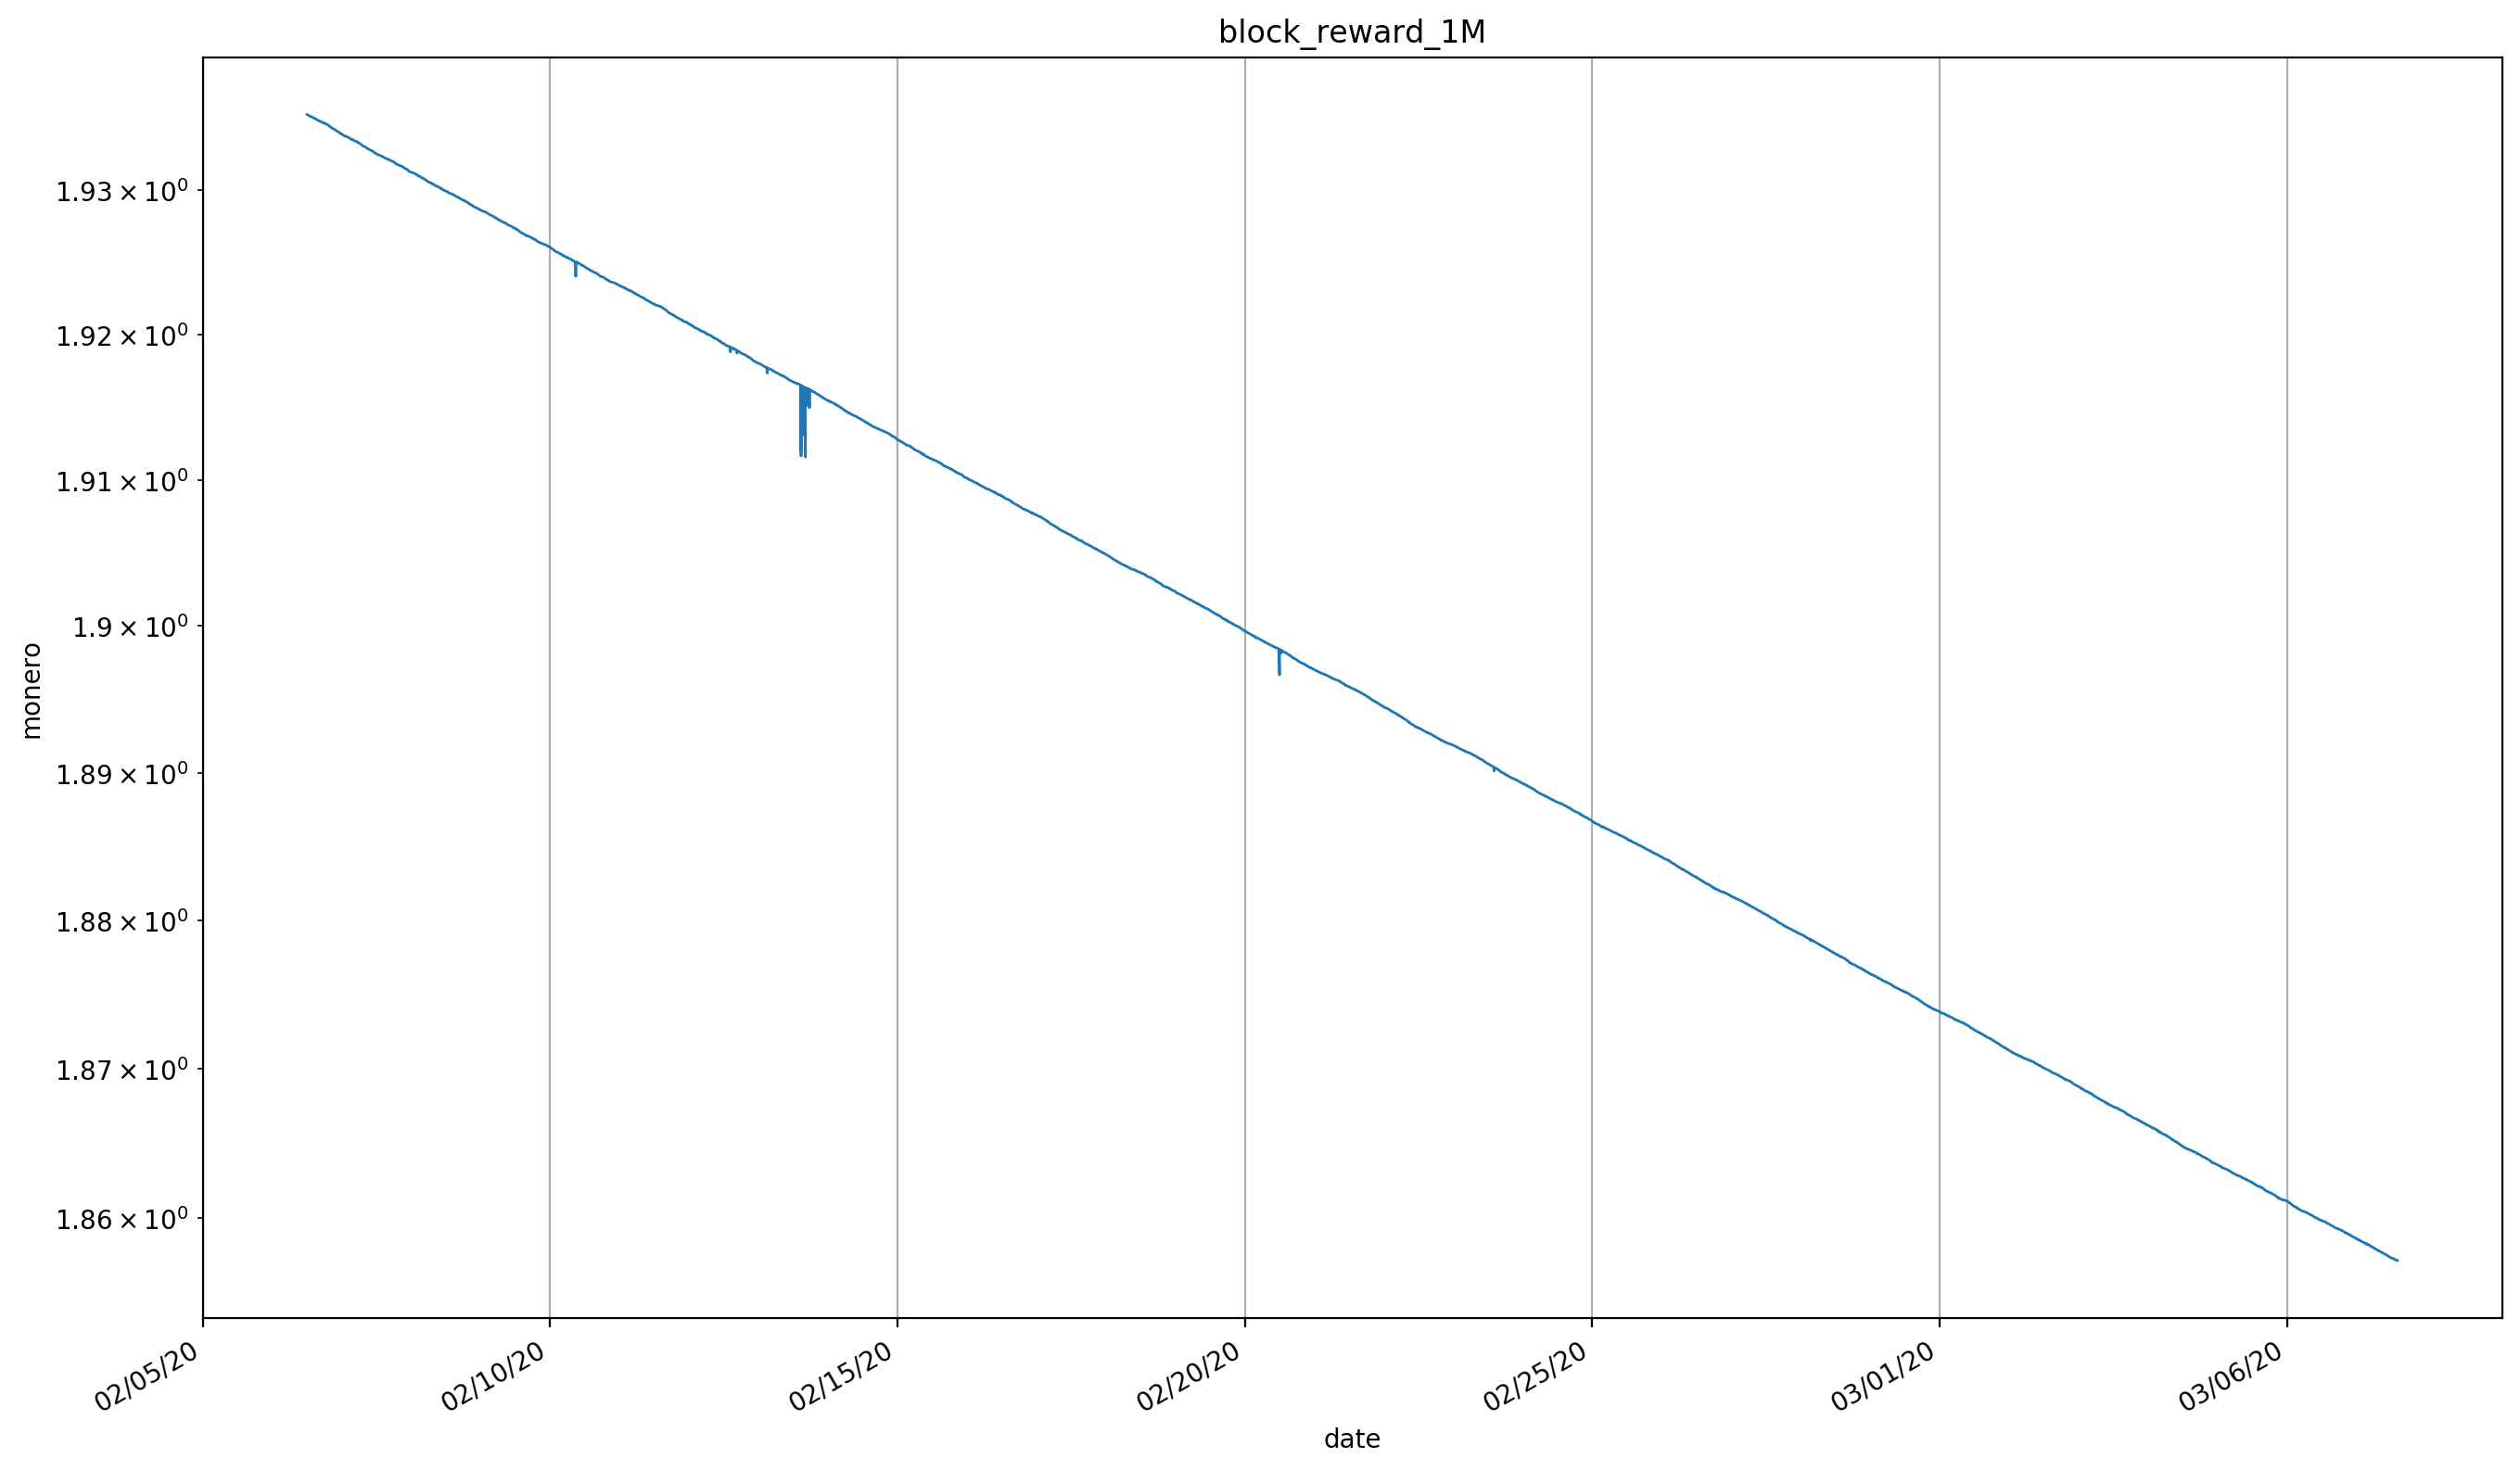 block_reward_1M
monero
1.93 × 10⁰
1.92 × 10⁰
1.91 × 10⁰
1.9 × 10⁰
1.89 × 10⁰
1.88 × 10⁰
1.87 × 10⁰
1.86 × 10⁰
02/05/20
02/10/20
02/15/20
02/20/20
02/25/20
03/01/20
03/06/20
date